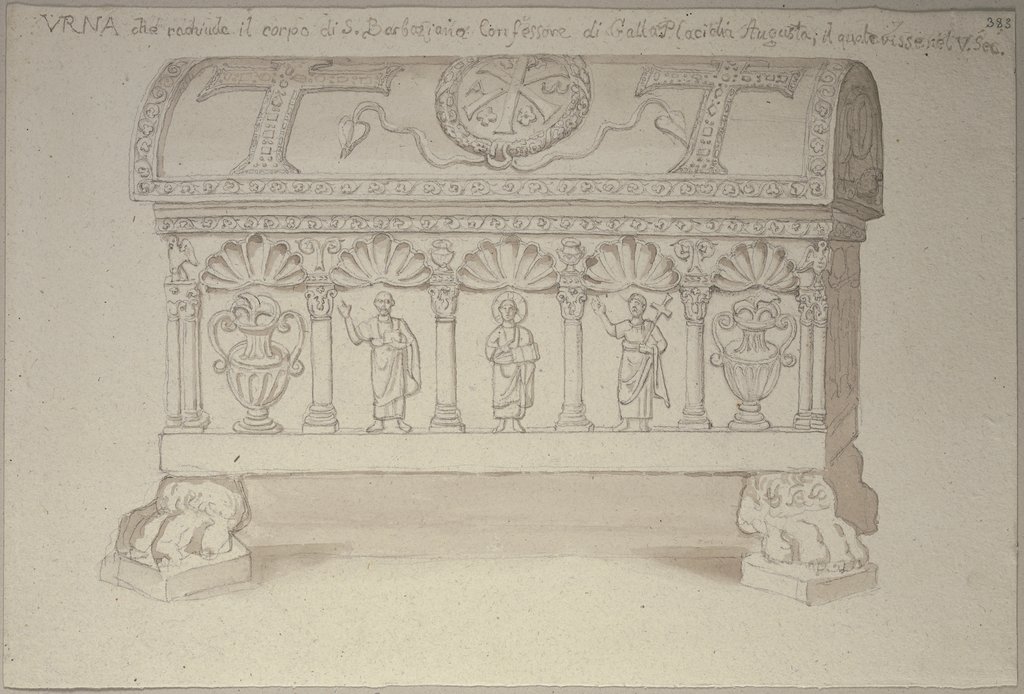 383
VRNA che rachiude il corpo di S. Barbaziano Confessore di Galla Placidia Augusta; il quale visse nel V. Sec.